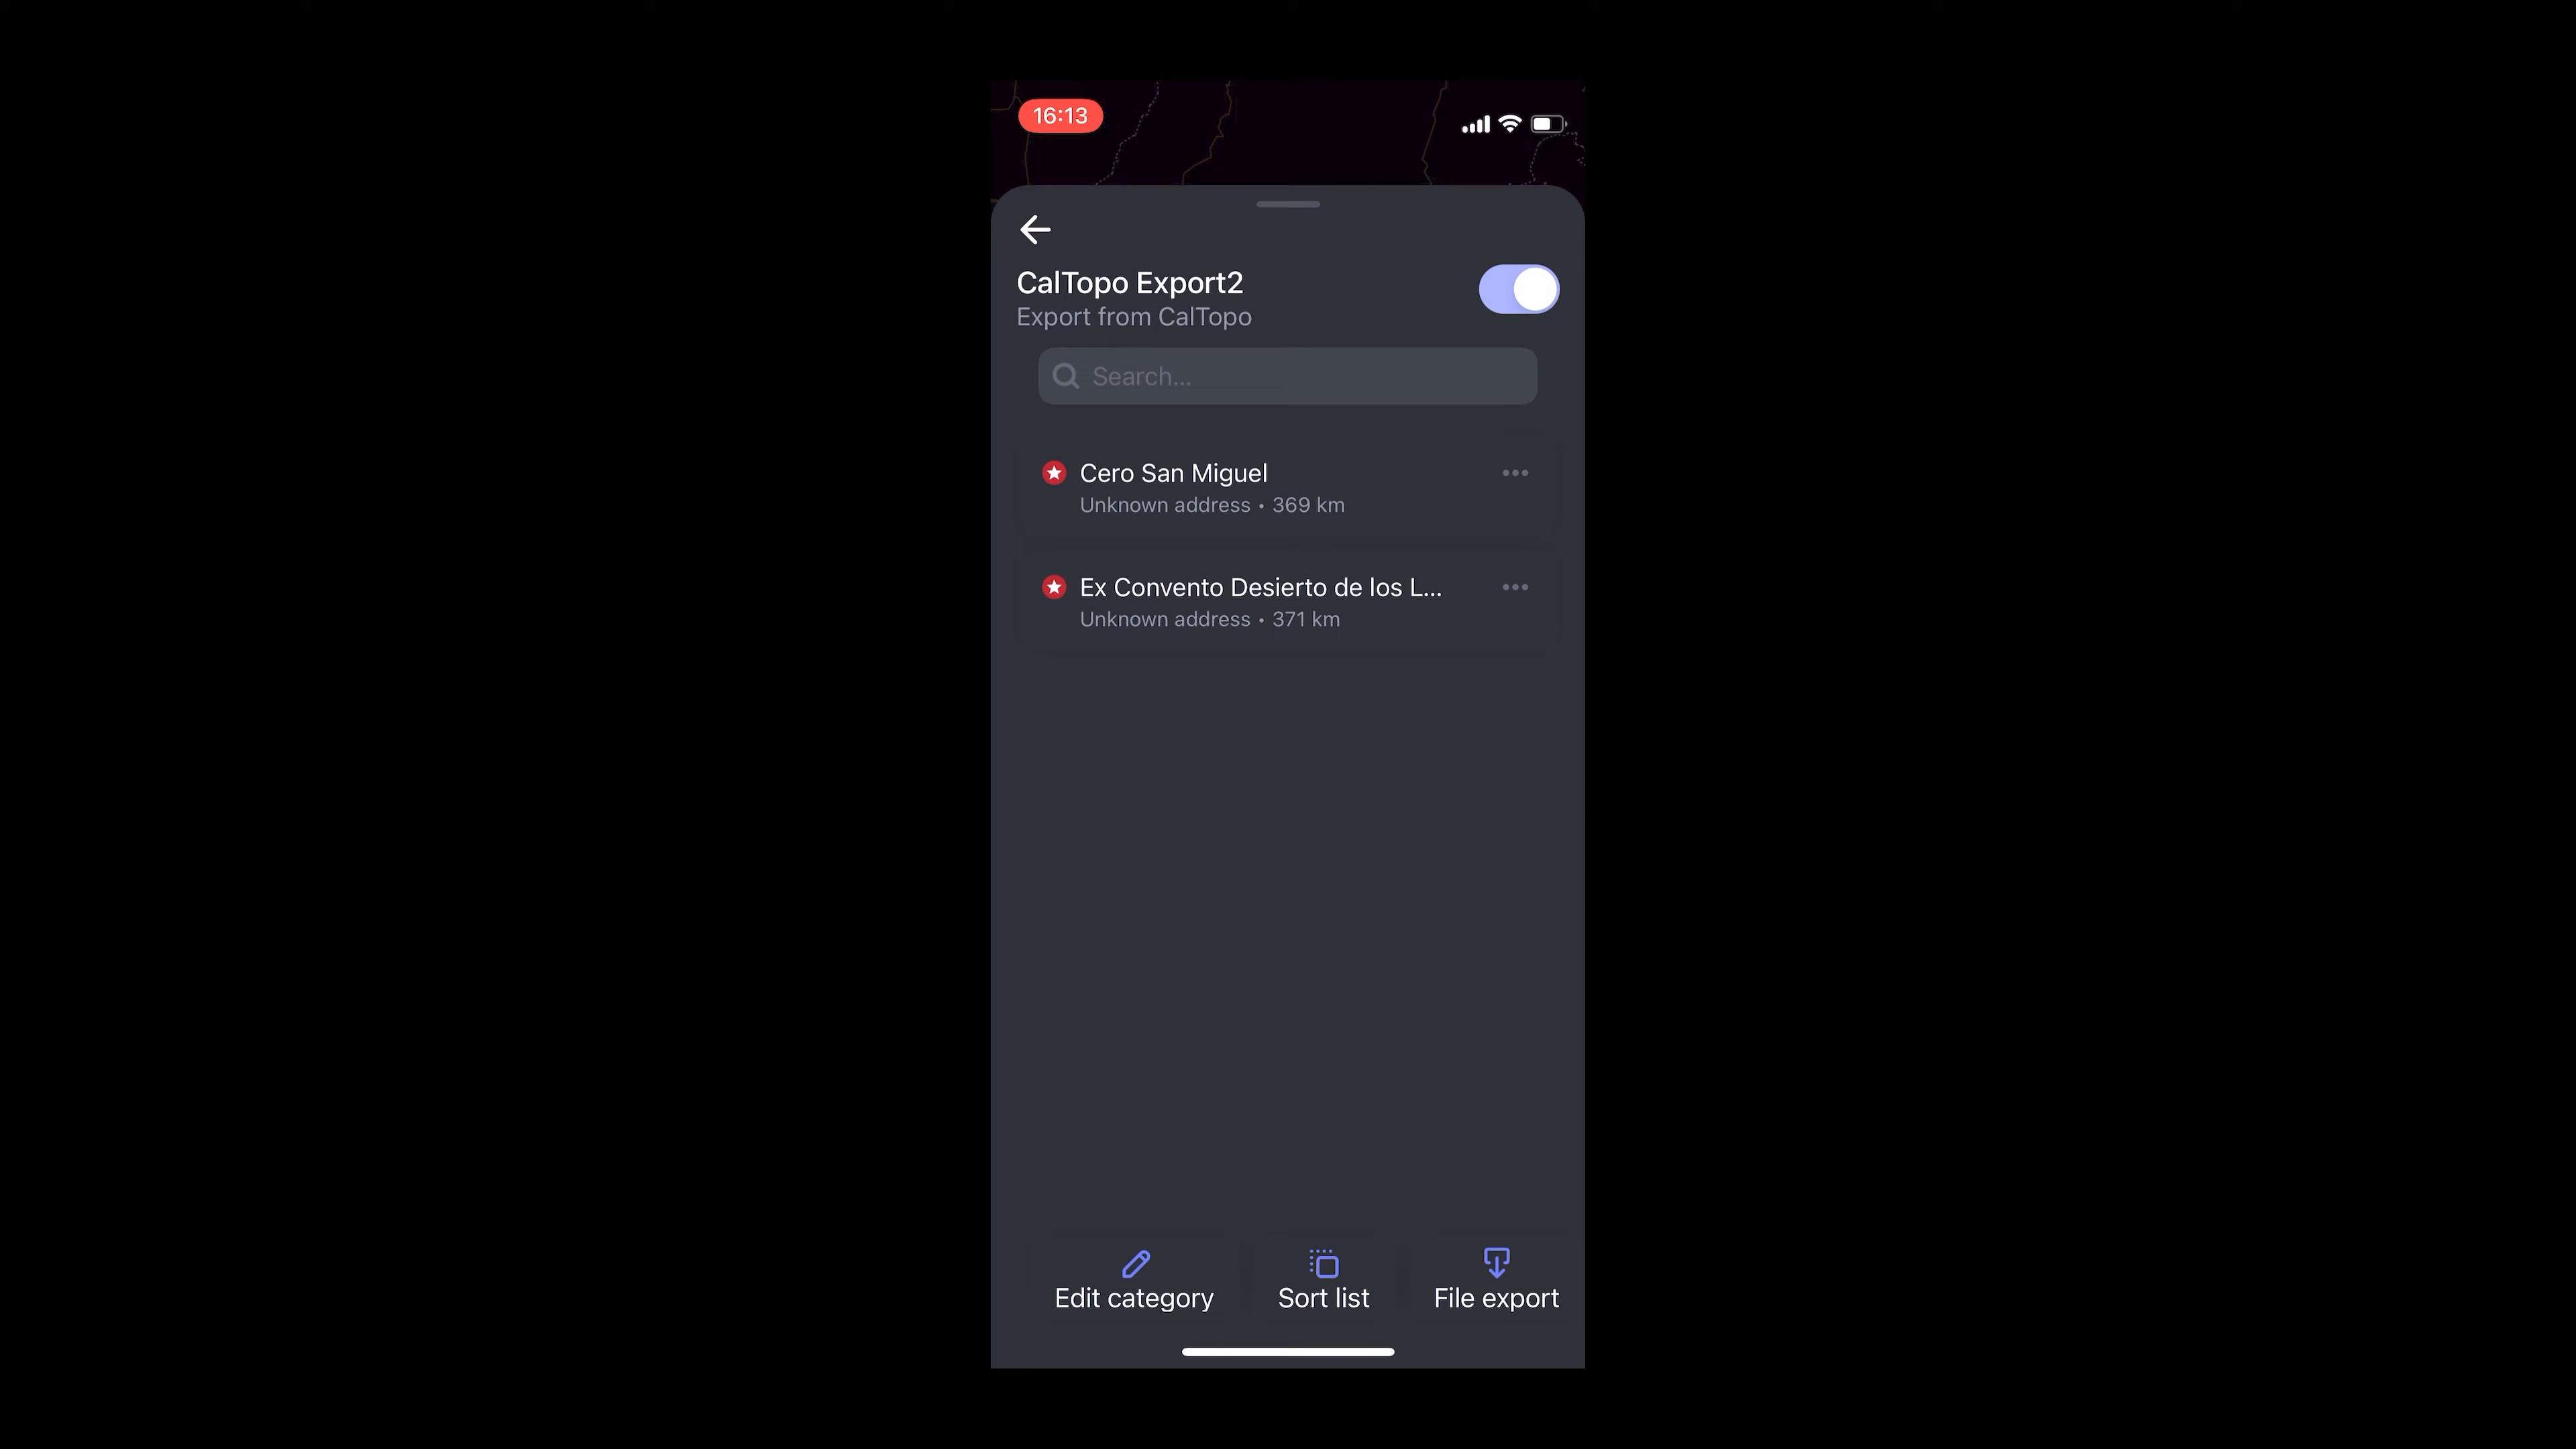 16:13
CalTopo Export2
Export from CalTopo
Search...
Cero San Miguel
Unknown address • 369 km
Ex Convento Desierto de los L...
Unknown address • 371 km
Edit category
Sort list
File export